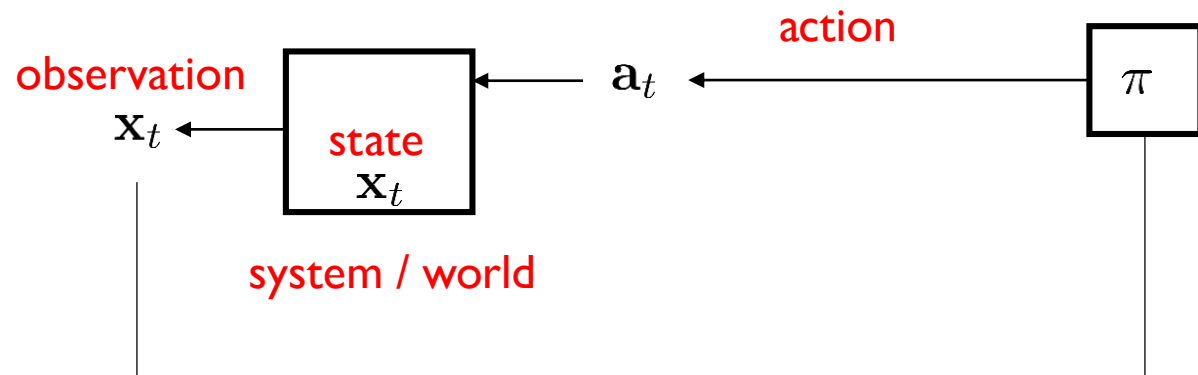 action
observation
a_t
π
x_t
state
x_t
system / world